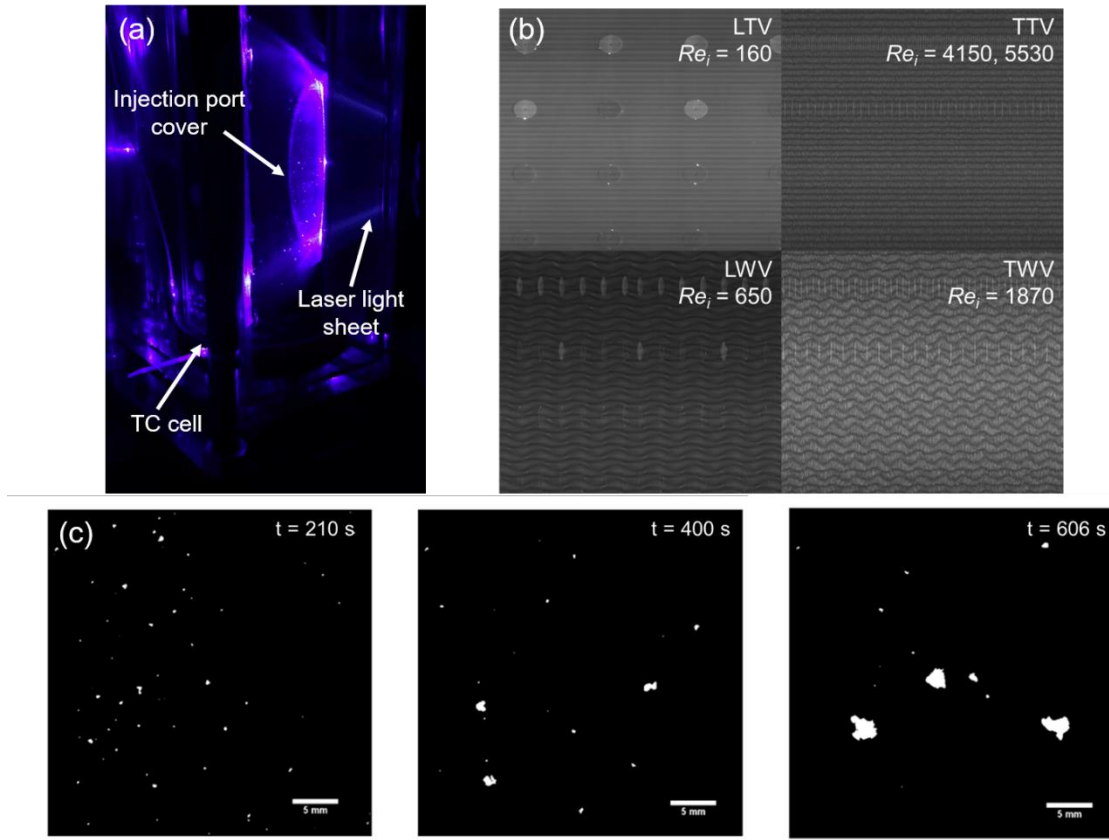 (a)
Injection port
cover
Laser light
sheet
TC cell
(b)
LTV
Re_i = 160
TTV
Re_i = 4150, 5530
LWV
Re_i = 650
TWV
Re_i = 1870
(c)
t = 210 s
5 mm
t = 400 s
5 mm
t = 606 s
5 mm